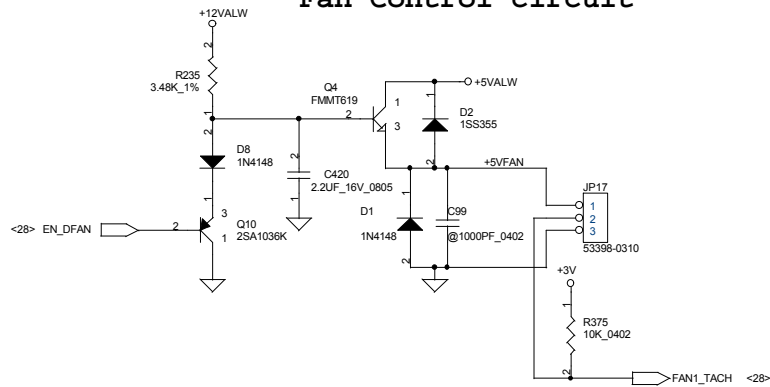 Fan Control circuit
+12VALW
2
R235
3.48K_1%
1
Q4
FMMT619
1
2
3
+5VALW
1
D2
1SS355
2
+5VFAN
2
D8
1N4148
1
2
C420
2.2UF_16V_0805
1
1
D1
1N4148
2
C99
@1000PF_0402
JP17
1
2
3
53398-0310
<28> EN_DFAN
2
3
Q10
1
2SA1036K
+3V
1
R375
10K_0402
2
FAN1_TACH <28>